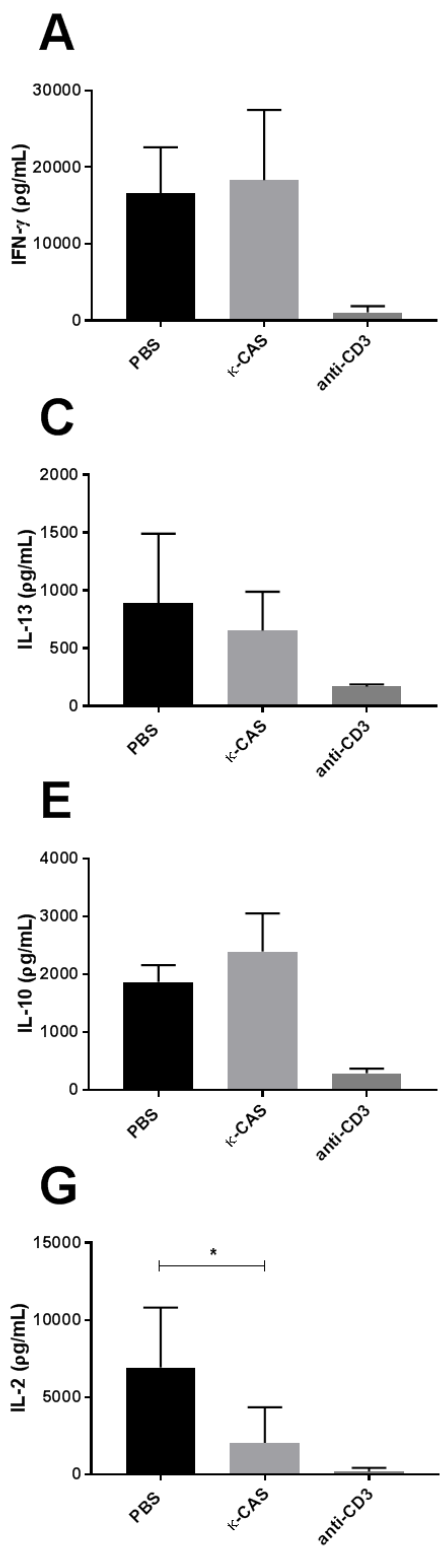 A
IFN-γ (ρg/mL)
30000
20000
10000
0
PBS
κ-CAS
anti-CD3
C
IL-13 (ρg/mL)
2000
1500
1000
500
0
PBS
κ-CAS
anti-CD3
E
IL-10 (ρg/mL)
4000
3000
2000
1000
0
PBS
κ-CAS
anti-CD3
G
IL-2 (ρg/mL)
15000
10000
5000
0
*
PBS
κ-CAS
anti-CD3